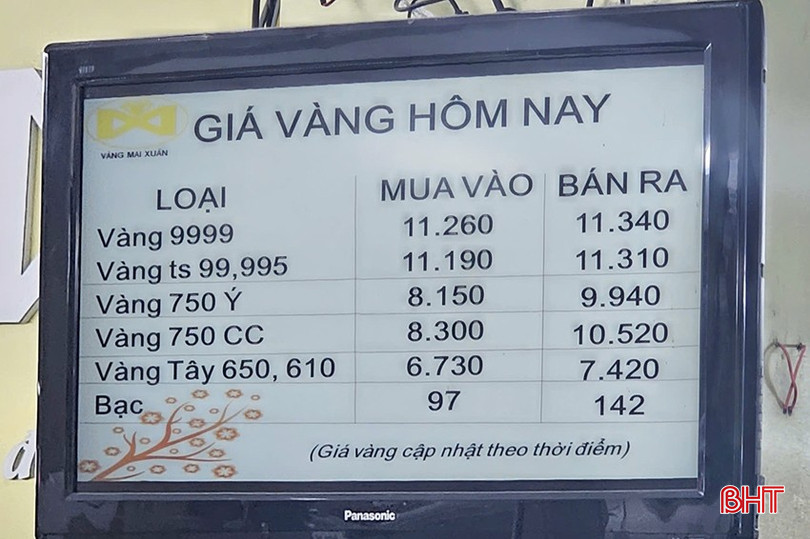 GIÁ VÀNG HÔM NAY
VÀNG MAI XUÂN
LOẠI MUA VÀO BÁN RA
Vàng 9999 11.260 11.340
Vàng ts 99,995 11.190 11.310
Vàng 750 Ý 8.150 9.940
Vàng 750 CC 8.300 10.520
Vàng Tây 650, 610 6.730 7.420
Bạc 97 142
(Giá vàng cập nhật theo thời điểm)
Panasonic
BHT